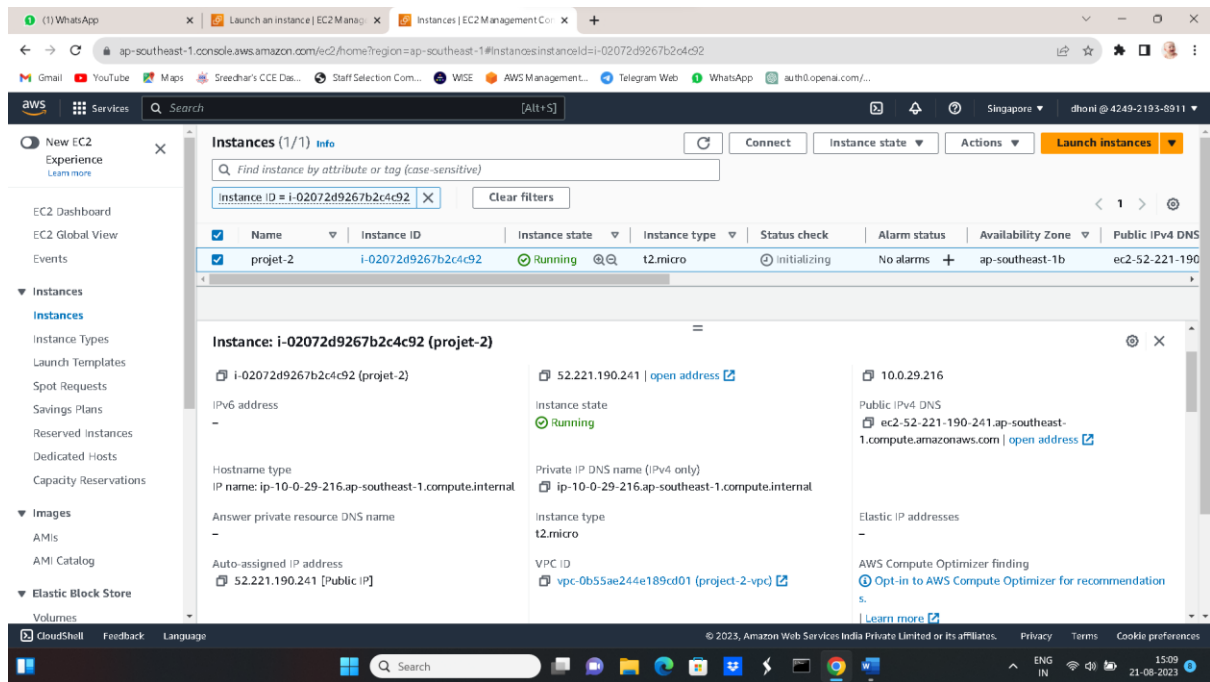 (1) WhatsApp
Launch an instance | EC2 Manag
Instances | EC2 Management Con
ap-southeast-1.console.aws.amazon.com/ec2/home?region=ap-southeast-1#Instances:instanceId=i-02072d9267b2c4c92
Gmail YouTube Maps Sreedhar's CCE Das... Staff Selection Com... WISE AWS Management... Telegram Web WhatsApp auth0.openai.com/...
aws Services Search [Alt+S] Singapore ▼ dhoni @ 4249-2193-8911 ▼
New EC2
Experience
Learn more
EC2 Dashboard
EC2 Global View
Events
▼ Instances
Instances
Instance Types
Launch Templates
Spot Requests
Savings Plans
Reserved Instances
Dedicated Hosts
Capacity Reservations
▼ Images
AMIs
AMI Catalog
▼ Elastic Block Store
Volumes
Instances (1/1) Info
Connect Instance state ▼ Actions ▼ Launch instances ▼
Find instance by attribute or tag (case-sensitive)
Instance ID = i-02072d9267b2c4c92 Clear filters
1
Name Instance ID Instance state Instance type Status check Alarm status Availability Zone Public IPv4 DNS
projet-2 i-02072d9267b2c4c92 Running t2.micro Initializing No alarms + ap-southeast-1b ec2-52-221-190
Instance: i-02072d9267b2c4c92 (projet-2)
i-02072d9267b2c4c92 (projet-2)
52.221.190.241 | open address
10.0.29.216
IPv6 address
–
Instance state
Running
Public IPv4 DNS
ec2-52-221-190-241.ap-southeast-
1.compute.amazonaws.com | open address
Hostname type
IP name: ip-10-0-29-216.ap-southeast-1.compute.internal
Private IP DNS name (IPv4 only)
ip-10-0-29-216.ap-southeast-1.compute.internal
Answer private resource DNS name
–
Instance type
t2.micro
Elastic IP addresses
–
Auto-assigned IP address
52.221.190.241 [Public IP]
VPC ID
vpc-0b55ae244e189cd01 (project-2-vpc)
AWS Compute Optimizer finding
Opt-in to AWS Compute Optimizer for recommendation
s.
| Learn more
CloudShell Feedback Language © 2023, Amazon Web Services India Private Limited or its affiliates. Privacy Terms Cookie preferences
Search
ENG
IN
15:09
21-08-2023